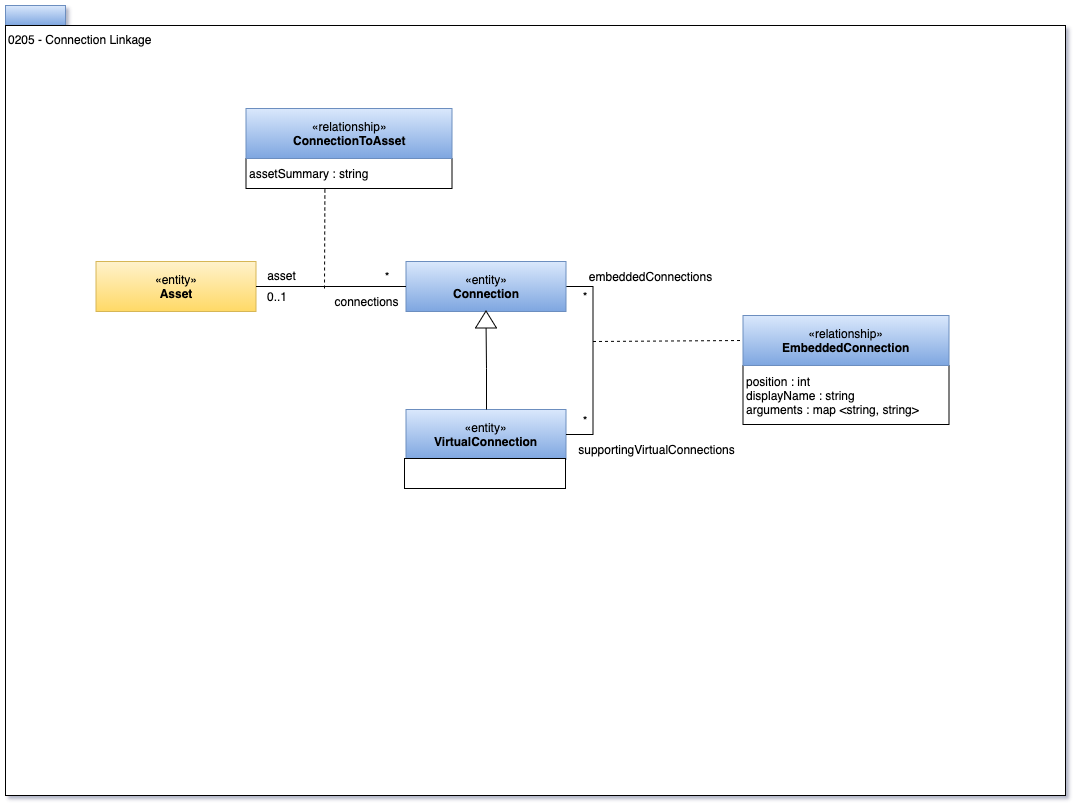 0205 - Connection Linkage
«relationship»
ConnectionToAsset
assetSummary : string
«entity»
Asset
asset
0..1
*
connections
«entity»
Connection
embeddedConnections
*
«relationship»
EmbeddedConnection
position : int
displayName : string
arguments : map <string, string>
«entity»
VirtualConnection
*
supportingVirtualConnections